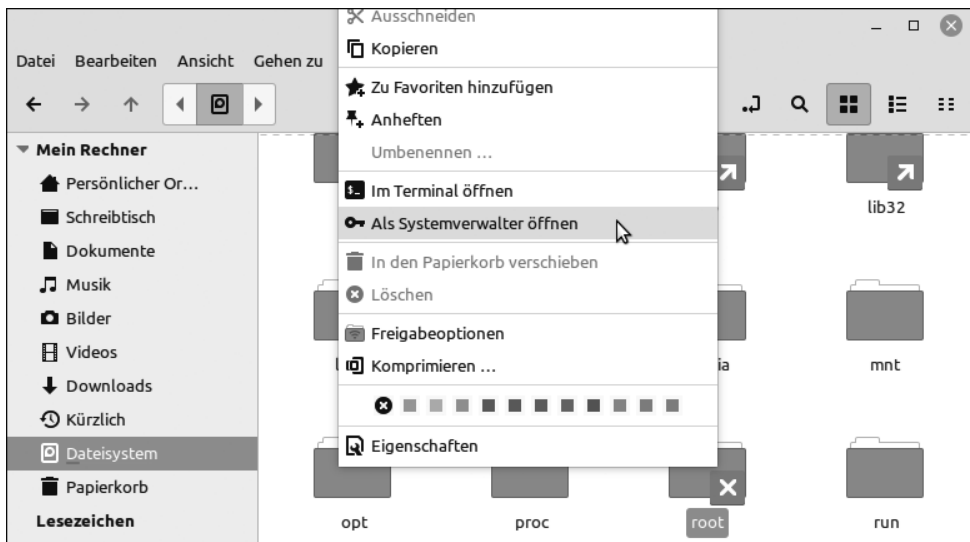 Datei Bearbeiten Ansicht Gehen zu
Mein Rechner
Persönlicher Or…
Schreibtisch
Dokumente
Musik
Bilder
Videos
Downloads
Kürzlich
Dateisystem
Papierkorb
Lesezeichen
Ausschneiden
Kopieren
Zu Favoriten hinzufügen
Anheften
Umbenennen …
Im Terminal öffnen
Als Systemverwalter öffnen
In den Papierkorb verschieben
Löschen
Freigabeoptionen
Komprimieren …
Eigenschaften
lib32
mnt
opt proc root run